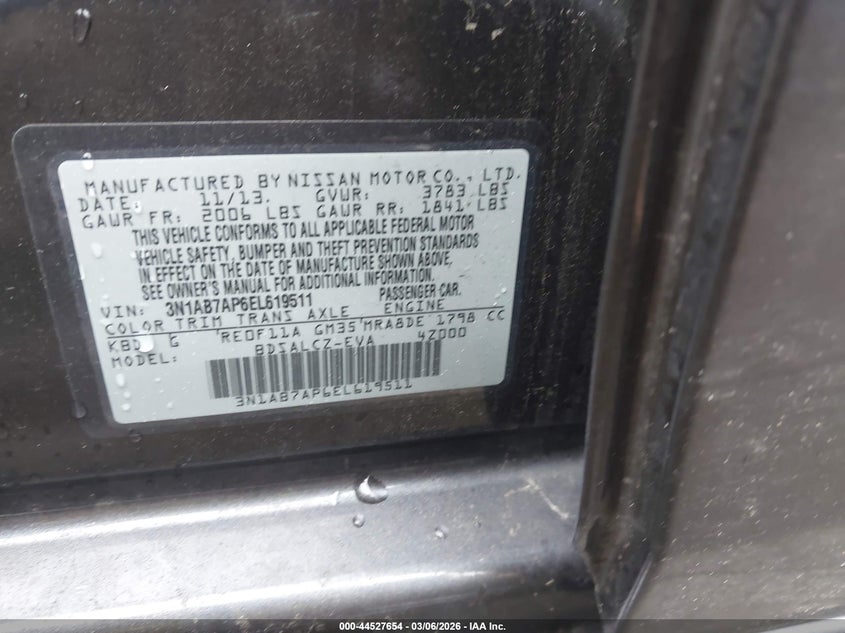 MANUFACTURED BY NISSAN MOTOR CO., LTD.
DATE: 11/13. GVWR: 3783 LBS
GAWR FR: 2006 LBS GAWR RR: 1841 LBS
THIS VEHICLE CONFORMS TO ALL APPLICABLE FEDERAL MOTOR
VEHICLE SAFETY, BUMPER AND THEFT PREVENTION STANDARDS
IN EFFECT ON THE DATE OF MANUFACTURE SHOWN ABOVE.
SEE OWNER'S MANUAL FOR ADDITIONAL INFORMATION.
VIN: 3N1AB7AP6EL619511 PASSENGER CAR.
COLOR TRIM TRANS AXLE ENGINE
KBD G RE0F11A GM35 MRA8DE 1798 CC
MODEL: BDSALCZ-EVA 42000
3N1AB7AP6EL619511
000-44527654 | 03/06/2026 - IAA Inc.